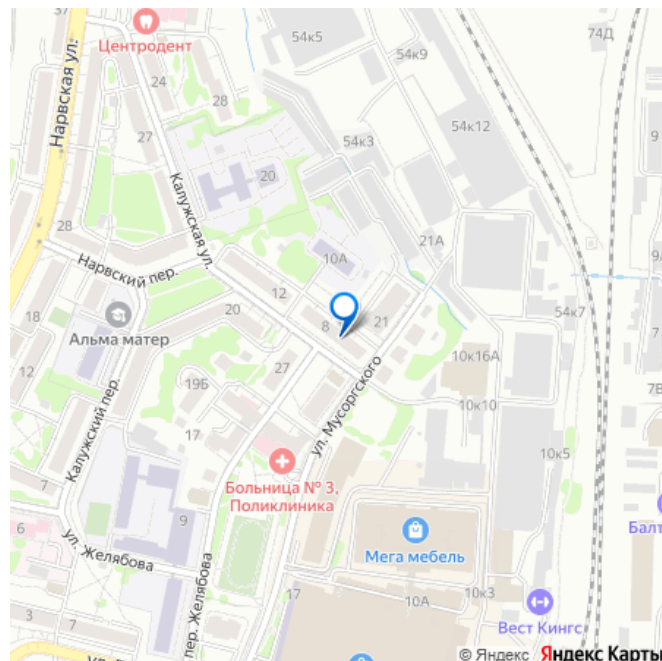 37
Центродент
54к5
54к9
74Д
Нарвская ул.
24
28
54к12
9
27
54к3
20
Калужская ул.
28
21А
10А
Нарвский пер.
12
9
54к7
18
20
8
21
Альма матер
27
10к16А
12
19Б
ул. Мусоргского
10к10
7В
Калужский пер.
17
10к5
7
Больница № 3,
Поликлиника
6
9
Мега мебель
Балт
ул. Желябова
10к3
3
7
пер. Желябова
17
10А
Вест Кингс
© Яндекс Яндекс Карты